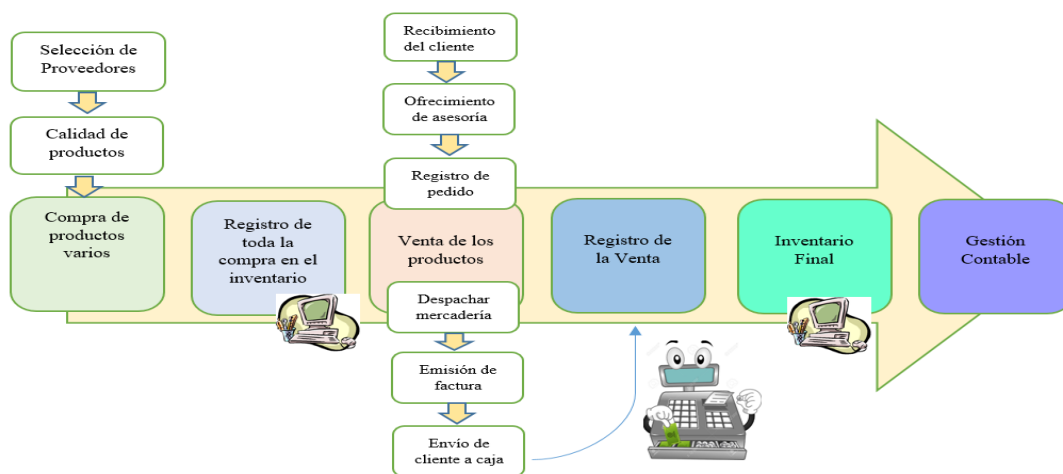 Selección de
Proveedores
Calidad de
productos
Compra de
productos
varios
Registro de
toda la
compra en el
inventario
Recibimiento
del cliente
Ofrecimiento
de asesoría
Registro de
pedido
Venta de los
productos
Despachar
mercadería
Emisión de
factura
Envío de
cliente a caja
Registro de
la Venta
Inventario
Final
Gestión
Contable